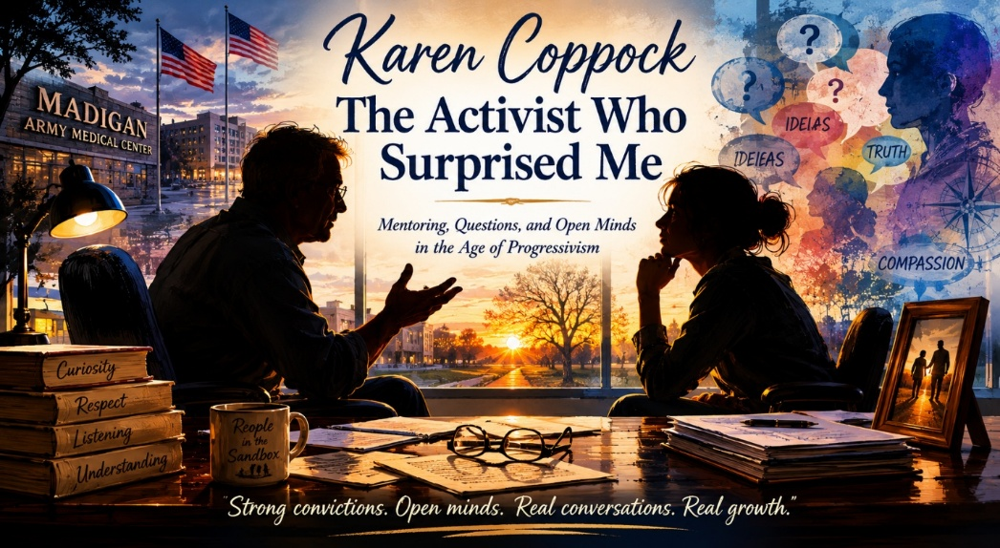 Karen Coppock
The Activist Who
Surprised Me
Mentoring, Questions, and Open Minds
in the Age of Progressivism
MADIGAN
ARMY MEDICAL CENTER
?
?
?
IDEIAS
IDEIEAS
TRUTH
COMPASSION
Curiosity
Respect
Listening
Understanding
People
in the
Sandbox
"Strong convictions. Open minds. Real conversations. Real growth."